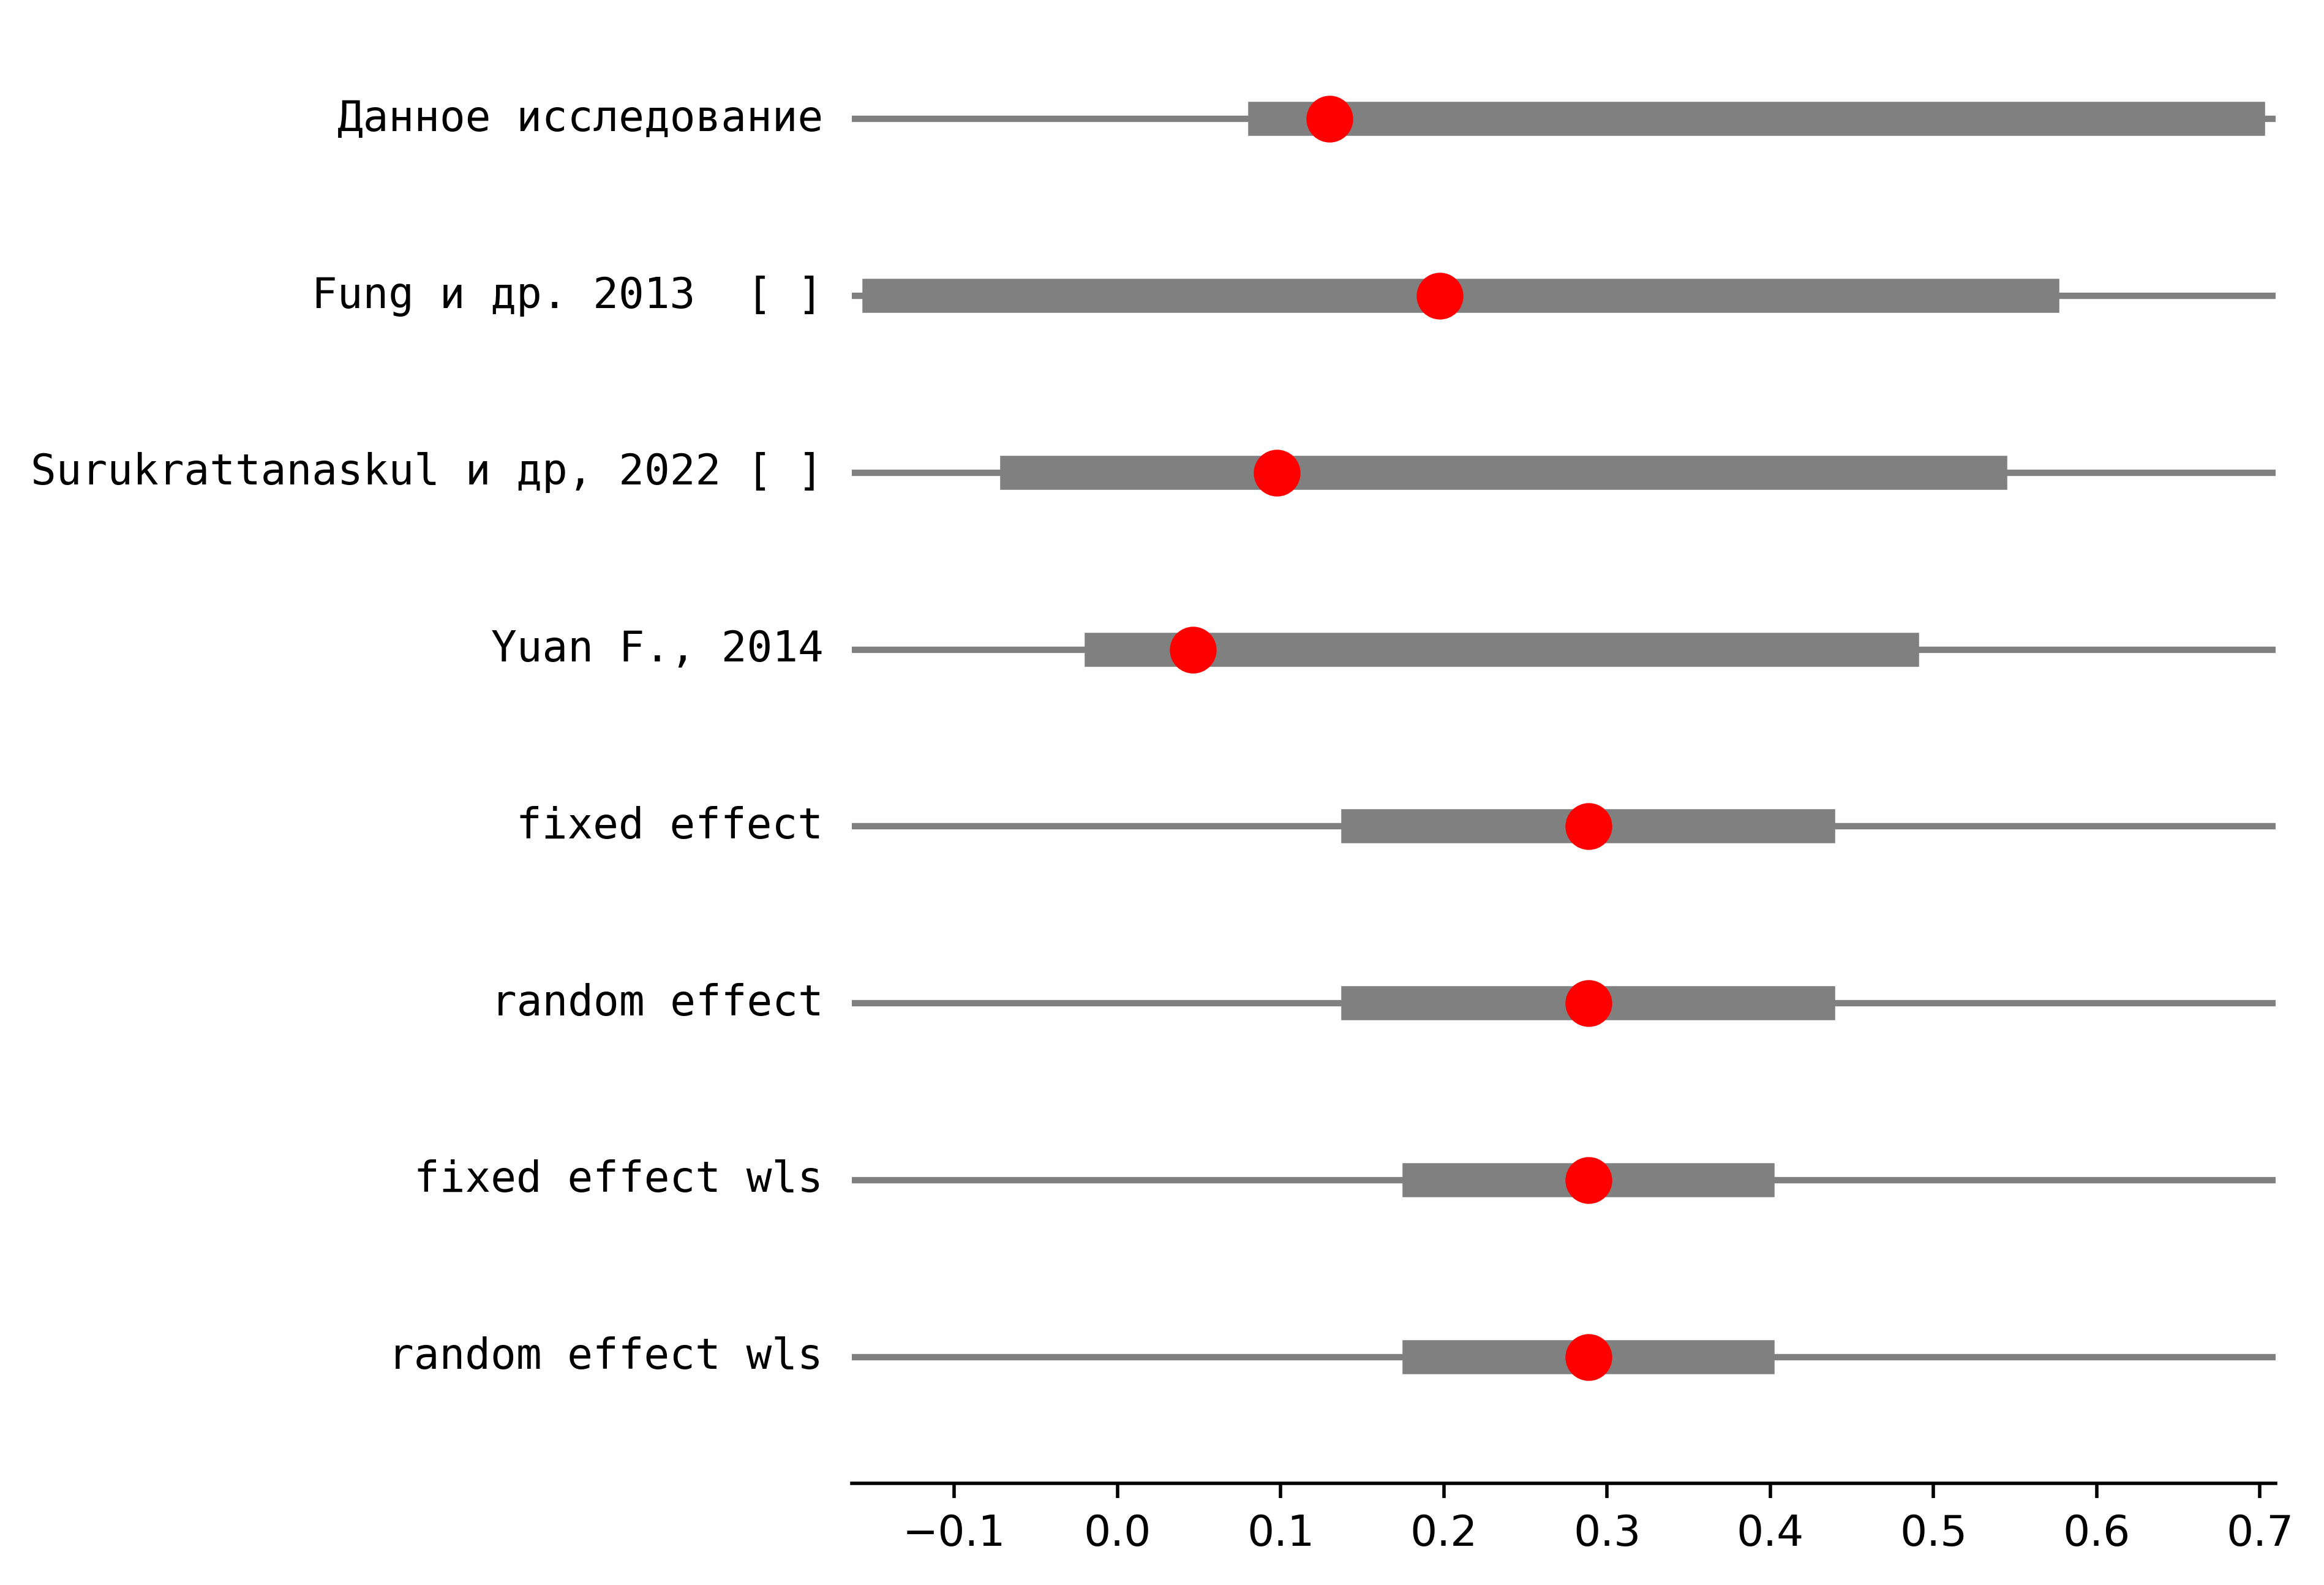 Данное исследование
Fung и др. 2013  [ ]
Surukrattanaskul и др, 2022 [ ]
Yuan F., 2014
fixed effect
random effect
fixed effect wls
random effect wls
−0.1 0.0 0.1 0.2 0.3 0.4 0.5 0.6 0.7